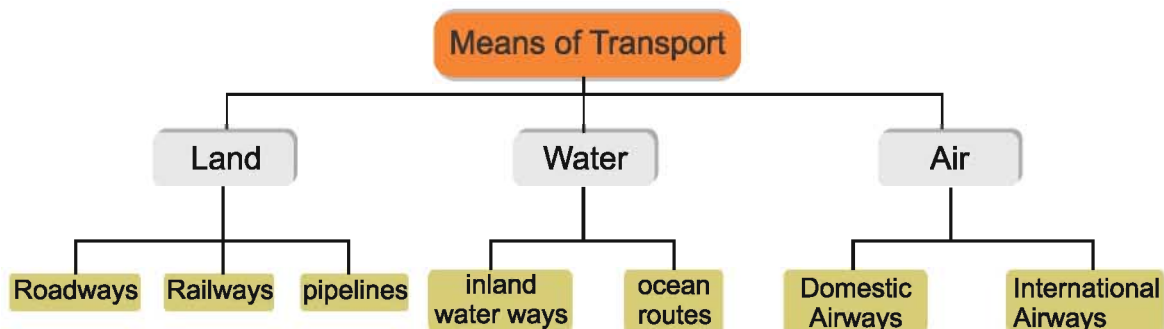 Means of Transport
Land
Water
Air
Roadways
Railways
pipelines
inland
water ways
ocean
routes
Domestic
Airways
International
Airways